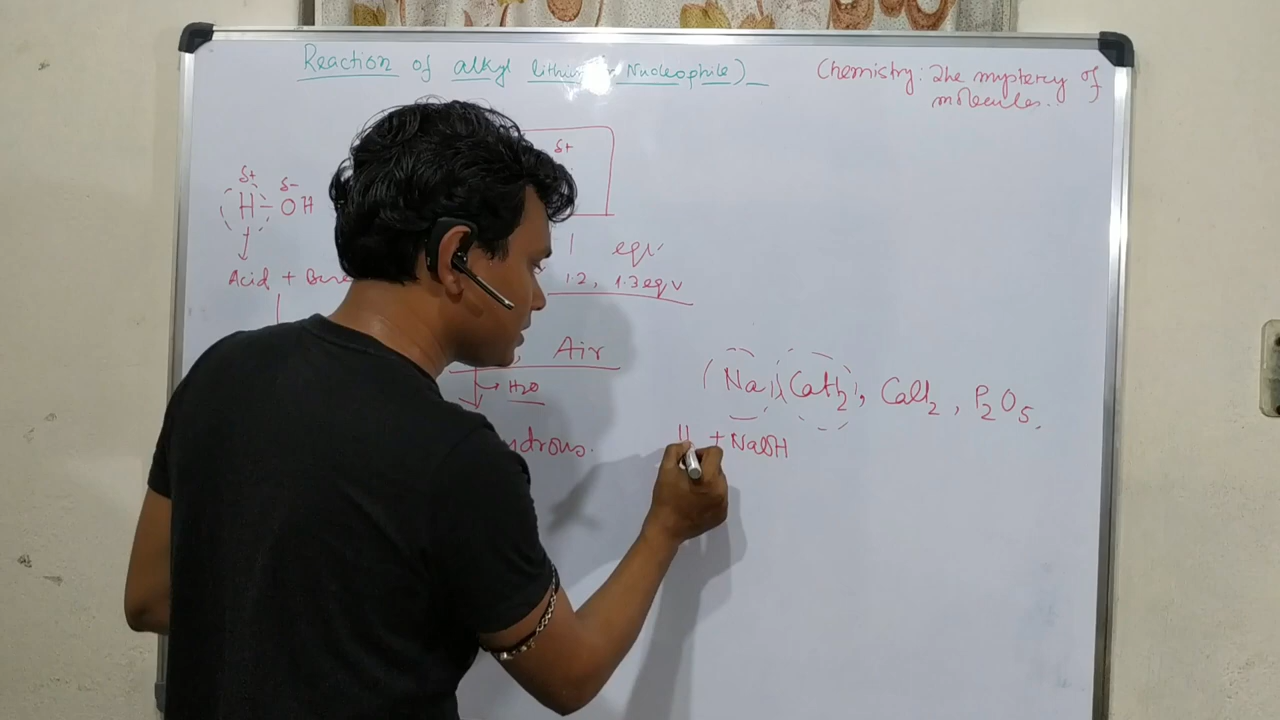 Reaction of alkyl lithium Nucleophile)
Chemistry: The mystery of
molecules.
δ+
δ+
δ-
H - OH
1 eqv
Acid + Base
1.2, 1.3 eqv
, Air
H2O
(Na), (CaH2), CaH2, P2O5.
H + NaOH